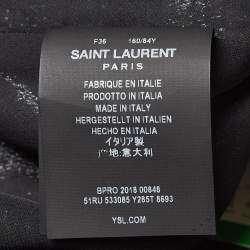 F36 160/84Y
SAINT LAURENT
PARIS
FABRIQUE EN ITALIE
PRODOTTO IN ITALIA
MADE IN ITALY
HERGESTELLT IN ITALIEN
HECHO EN ITALIA
イタリア製
地:意大利
BPRO 2018 00848
51RU 533085 Y285T 8693
YSL.COM